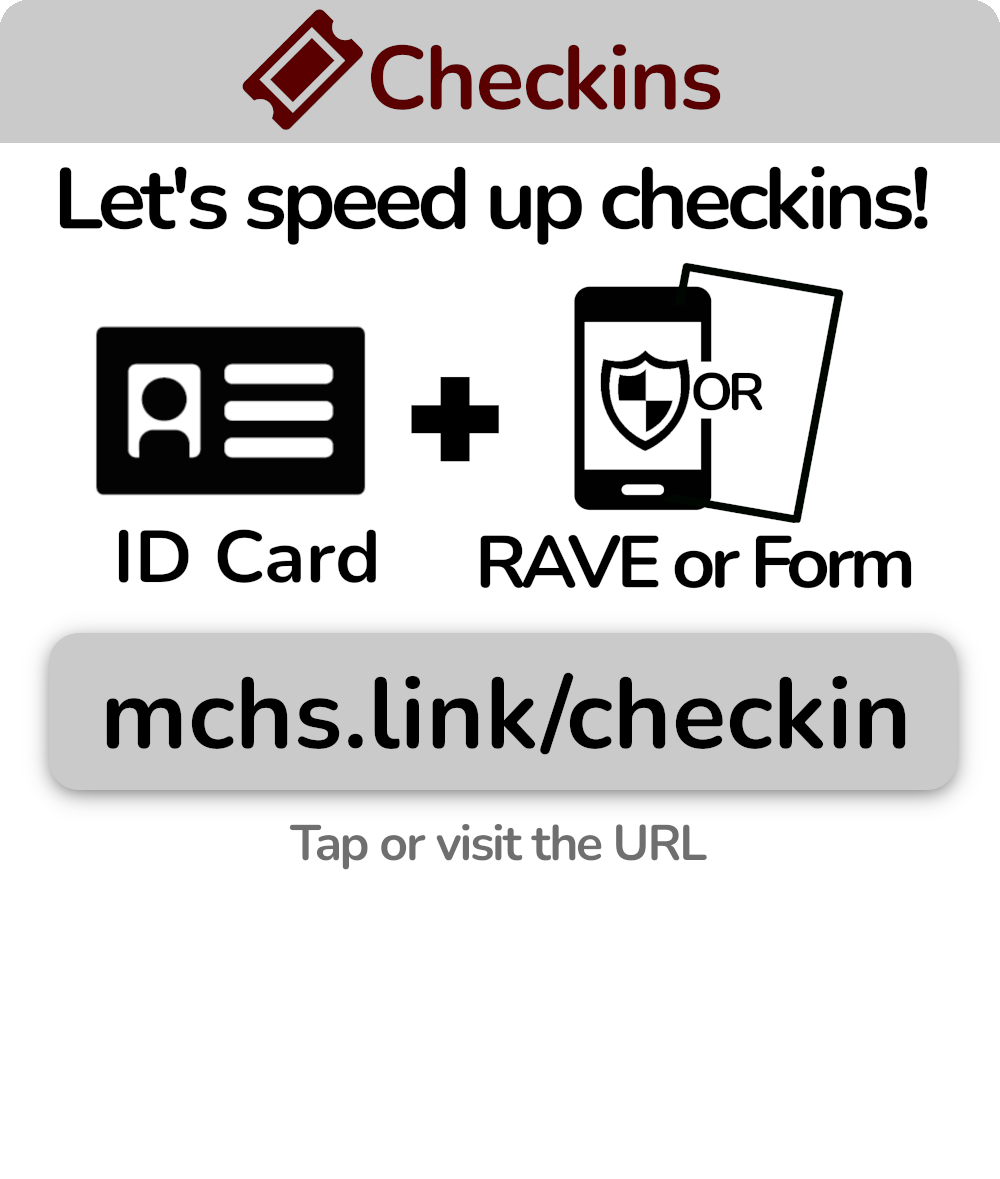 Checkins
Let's speed up checkins!
OR
ID Card
RAVE or Form
mchs.link/checkin
Tap or visit the URL